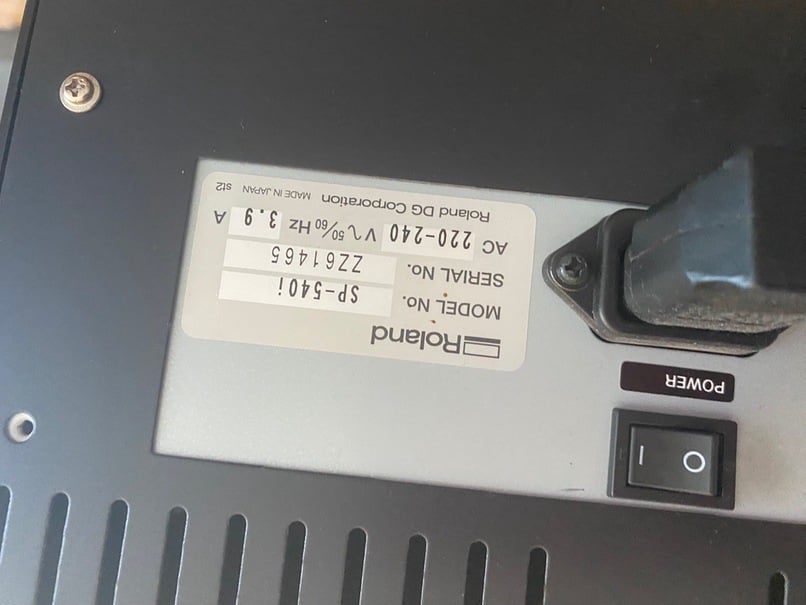 Roland
MODEL No. SP-540i
SERIAL No. ZZ61465
AC 220-240 V∿50/60 Hz 3.9 A
Roland DG Corporation MADE IN JAPAN st2
POWER
O I